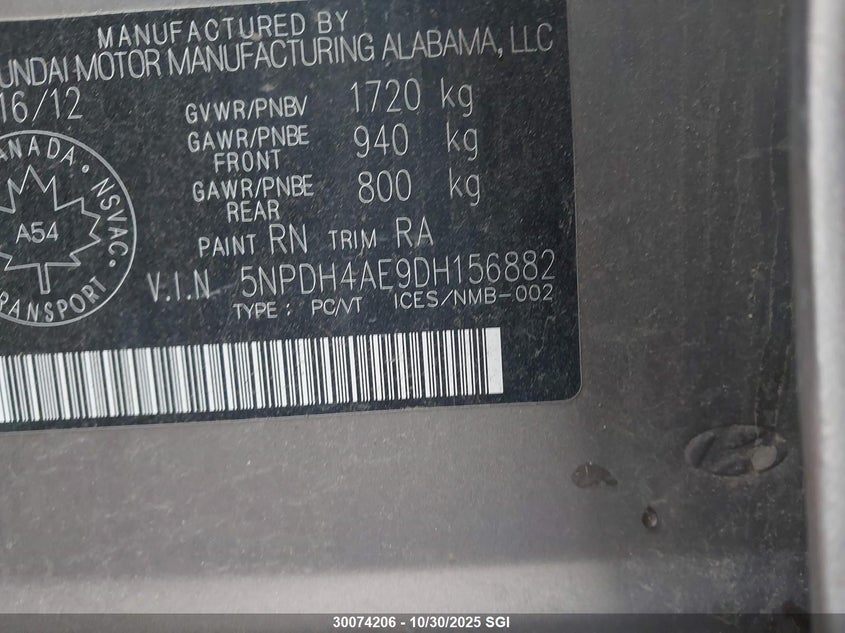 MANUFACTURED BY
UNDAI MOTOR MANUFACTURING ALABAMA, LLC
16/12
GVWR/PNBV 1720 kg
GAWR/PNBE 940 kg
FRONT
GAWR/PNBE 800 kg
REAR
PAINT RN TRIM RA
V.I.N 5NPDH4AE9DH156882
TYPE : PC/VT ICES/NMB-002
ANADA • NSVAC •
A54
RANSPORT
30074206 - 10/30/2025 SGI